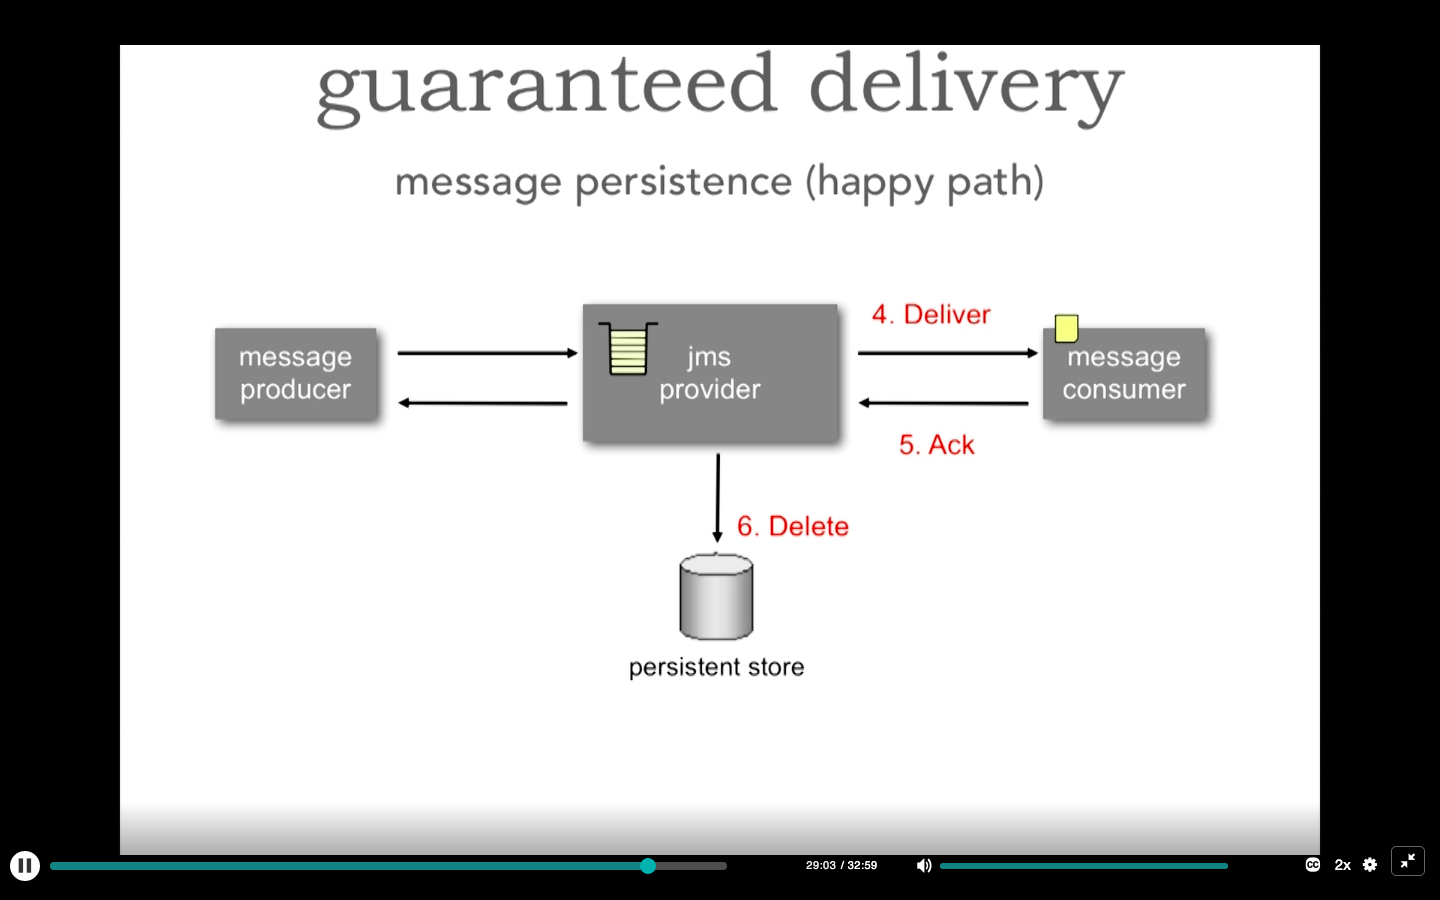 guaranteed delivery
message persistence (happy path)
4. Deliver
message
producer
jms
provider
message
consumer
5. Ack
6. Delete
persistent store
29:03 / 32:59
CC
2x